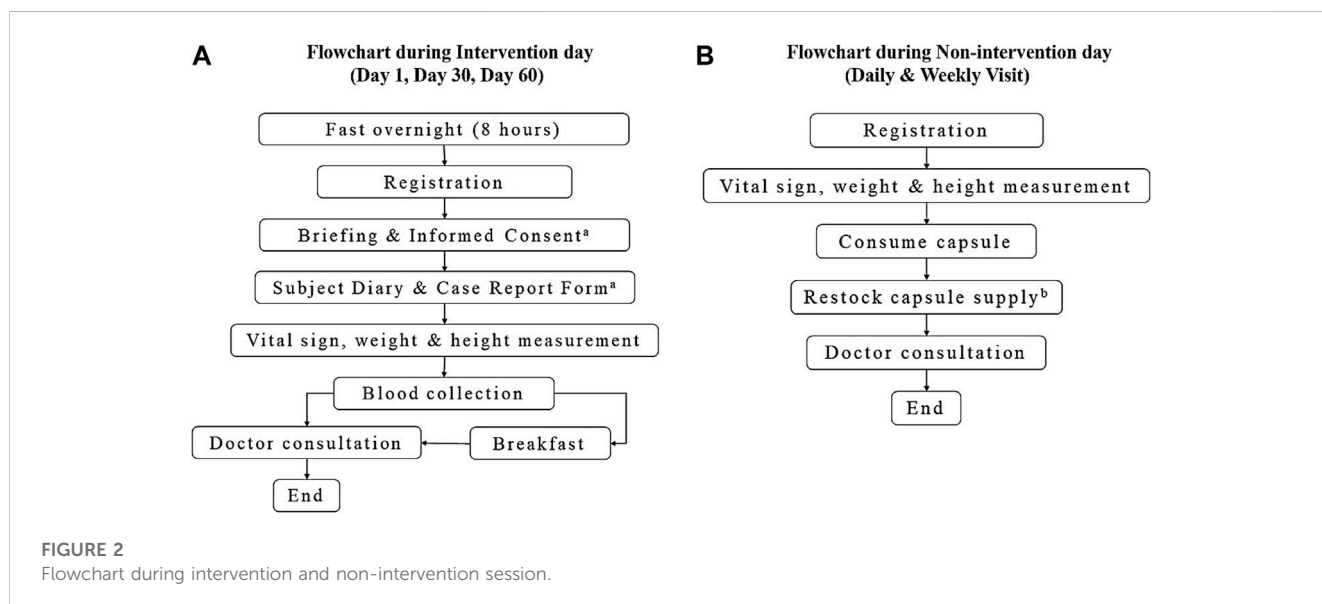 A
Flowchart during Intervention day
(Day 1, Day 30, Day 60)
Fast overnight (8 hours)
Registration
Briefing & Informed Consentᵃ
Subject Diary & Case Report Formᵃ
Vital sign, weight & height measurement
Blood collection
Doctor consultation
Breakfast
End
B
Flowchart during Non-intervention day
(Daily & Weekly Visit)
Registration
Vital sign, weight & height measurement
Consume capsule
Restock capsule supplyᵇ
Doctor consultation
End
FIGURE 2
Flowchart during intervention and non-intervention session.